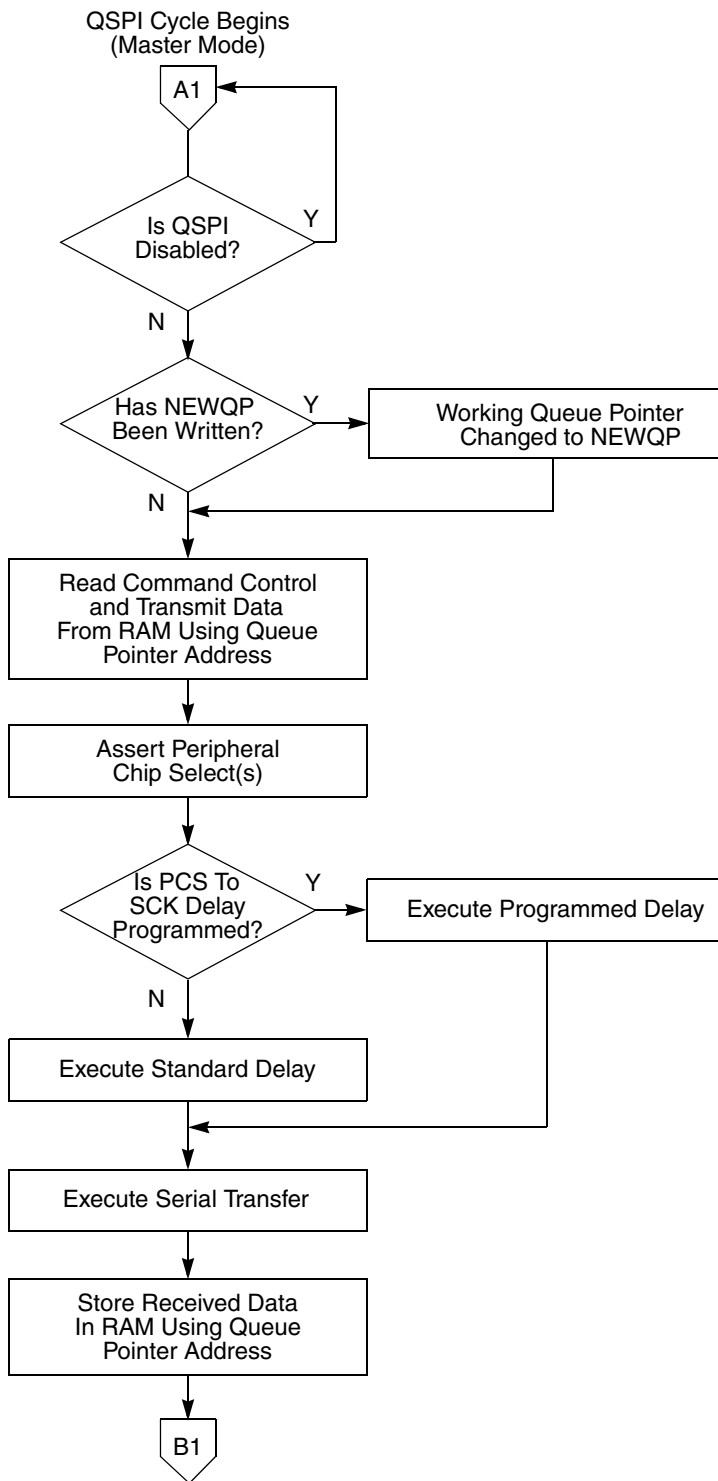 QSPI Cycle Begins
(Master Mode)
A1
Y
Is QSPI
Disabled?
N
Has NEWQP
Been Written?
Y
Working Queue Pointer
Changed to NEWQP
N
Read Command Control
and Transmit Data
From RAM Using Queue
Pointer Address
Assert Peripheral
Chip Select(s)
Is PCS To
SCK Delay
Programmed?
Y
Execute Programmed Delay
N
Execute Standard Delay
Execute Serial Transfer
Store Received Data
In RAM Using Queue
Pointer Address
B1